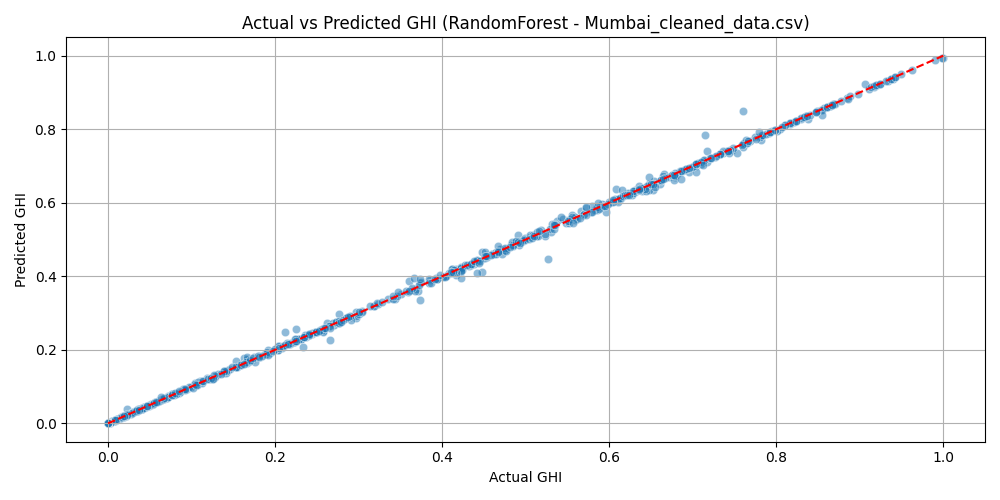 Actual vs Predicted GHI (RandomForest - Mumbai_cleaned_data.csv)
Predicted GHI
1.0
0.8
0.6
0.4
0.2
0.0
0.0 0.2 0.4 0.6 0.8 1.0
Actual GHI